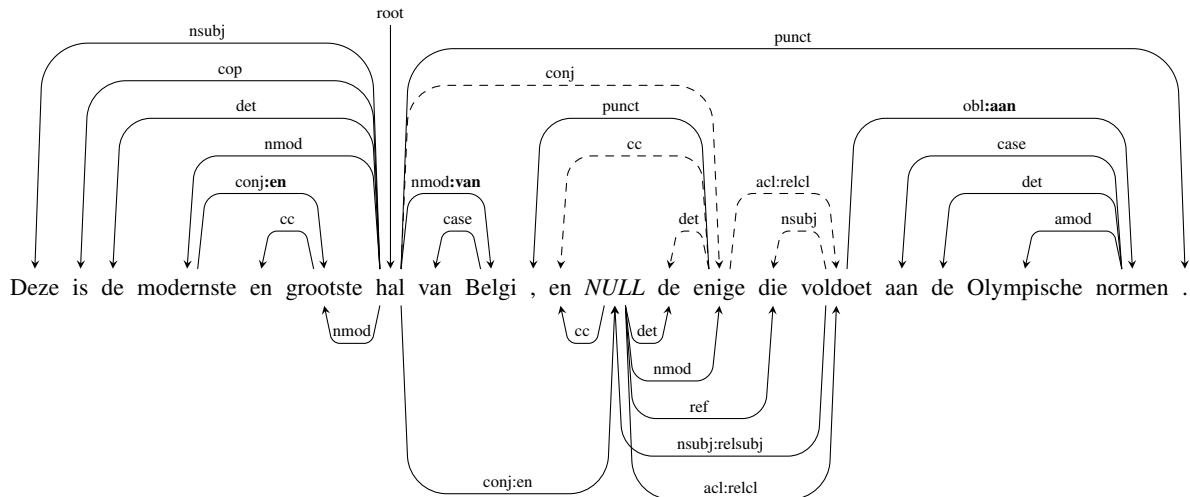 root
nsubj
punct
cop
conj
det
punct
obl:aan
nmod
cc
case
conj:en
nmod:van
acl:relcl
det
cc
case
det
nsubj
amod
Deze is de modernste en grootste hal van Belgi , en NULL de enige die voldoet aan de Olympische normen .
nmod
cc
det
nmod
ref
nsubj:relsubj
conj:en
acl:relcl